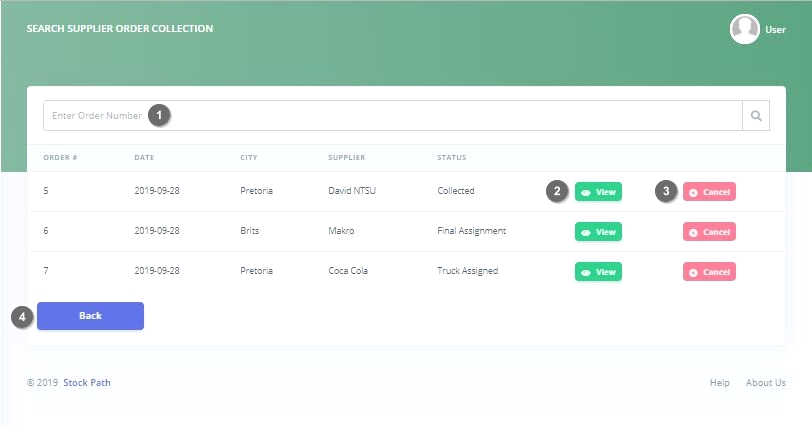 SEARCH SUPPLIER ORDER COLLECTION
User
Enter Order Number 1
ORDER # DATE CITY SUPPLIER STATUS
5 2019-09-28 Pretoria David NTSU Collected 2 View 3 Cancel
6 2019-09-28 Brits Makro Final Assignment View Cancel
7 2019-09-28 Pretoria Coca Cola Truck Assigned View Cancel
4 Back
© 2019 Stock Path Help About Us